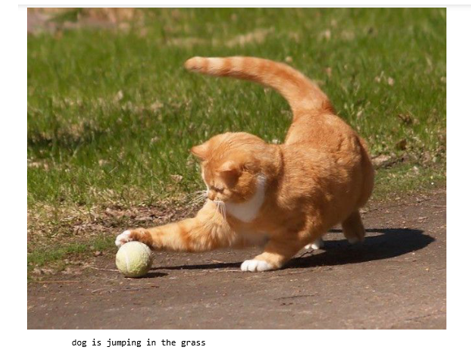 dog is jumping in the grass